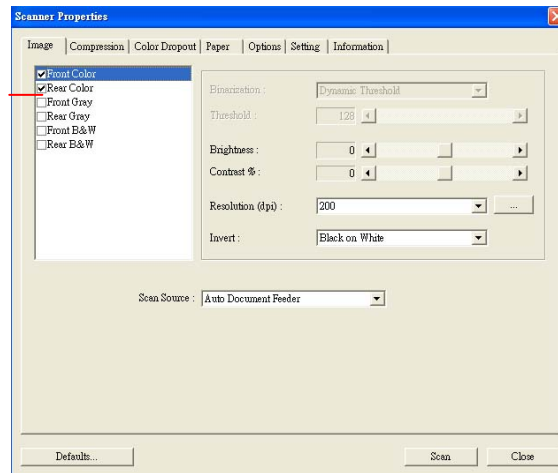 Scanner Properties
Image Compression Color Dropout Paper Options Setting Information
Front Color
Rear Color
Front Gray
Rear Gray
Front B&W
Rear B&W
Binarization : Dynamic Threshold
Threshold : 128
Brightness : 0
Contrast % : 0
Resolution (dpi) : 200 ...
Invert : Black on White
Scan Source : Auto Document Feeder
Defaults... Scan Close